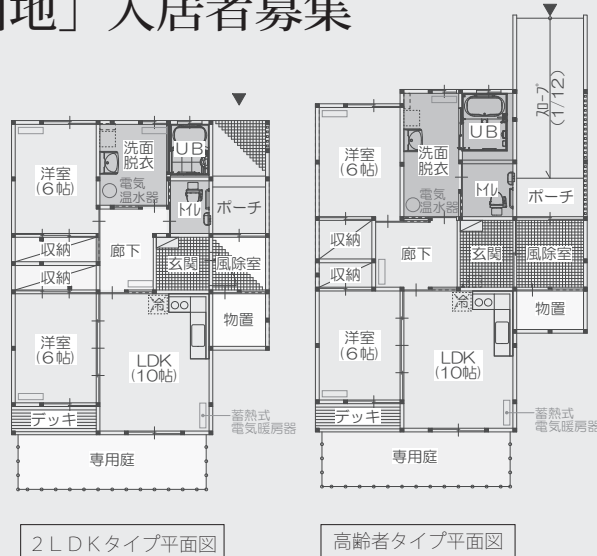 団地」入居者募集
洋室
(6帖)
洗面
脱衣
UB
電気
温水器
トイレ
ポーチ
収納
収納
廊下
玄関
風除室
洋室
(6帖)
冷
LDK
(10帖)
物置
デッキ
蓄熱式
電気暖房器
専用庭
2LDKタイプ平面図
スロープ
(1/12)
洋室
(6帖)
洗面
脱衣
UB
電気
温水器
トイレ
ポーチ
収納
収納
廊下
玄関
風除室
洋室
(6帖)
冷
LDK
(10帖)
物置
デッキ
蓄熱式
電気暖房器
専用庭
高齢者タイプ平面図